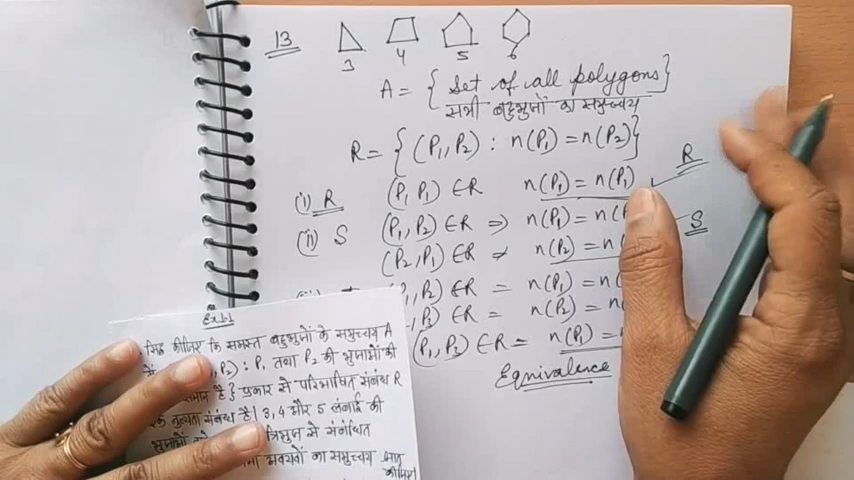 13
3 4 5 6
A = { Set of all polygons }
सभी बहुभुजों का समुच्चय
R = { (P₁, P₂) : n(P₁) = n(P₂) }
(i) R (P₁ P₁) ∈ R n(P₁) = n(P₁) R
(ii) S (P₁, P₂) ∈ R ⇒ n(P₁) = n( S
(P₂, P₁) ∈ R n(P₂) = n
P₂) ∈ R = n(P₁) = n
P₃) ∈ R = n(P₂) = n
(P₁, P₃) ∈ R = n(P₁) =
Equivalence
Ex 1.1
सिद्ध कीजिए कि समस्त बहुभुजों के समुच्चय A
P₂) : P₁ तथा P₂ की भुजाओं की
समान है } प्रकार से परिभाषित संबंध R
तुल्यता संबंध है | 3, 4 और 5 लंबाई की
त्रिभुज से संबंधित
अवयवों का समुच्चय ज्ञात
कीजिए